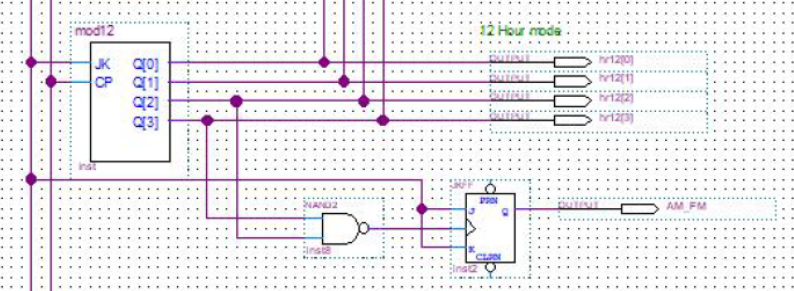 mod12
12 Hour mode
JK Q[0]
CP Q[1]
Q[2]
Q[3]
inst
OUTPUT hr12[0]
OUTPUT hr12[1]
OUTPUT hr12[2]
OUTPUT hr12[3]
NAND2
inst8
JKFF
PRN
J Q
K
CLRN
inst2
OUTPUT AM_PM